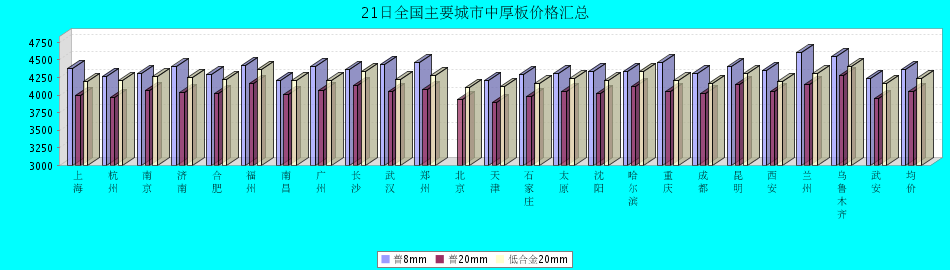 21日全国主要城市中厚板价格汇总
4750
4500
4250
4000
3750
3500
3250
3000
上海
杭州
南京
济南
合肥
福州
南昌
广州
长沙
武汉
郑州
北京
天津
石家庄
太原
沈阳
哈尔滨
重庆
成都
昆明
西安
兰州
乌鲁木齐
武安
均价
普8mm 普20mm 低合金20mm